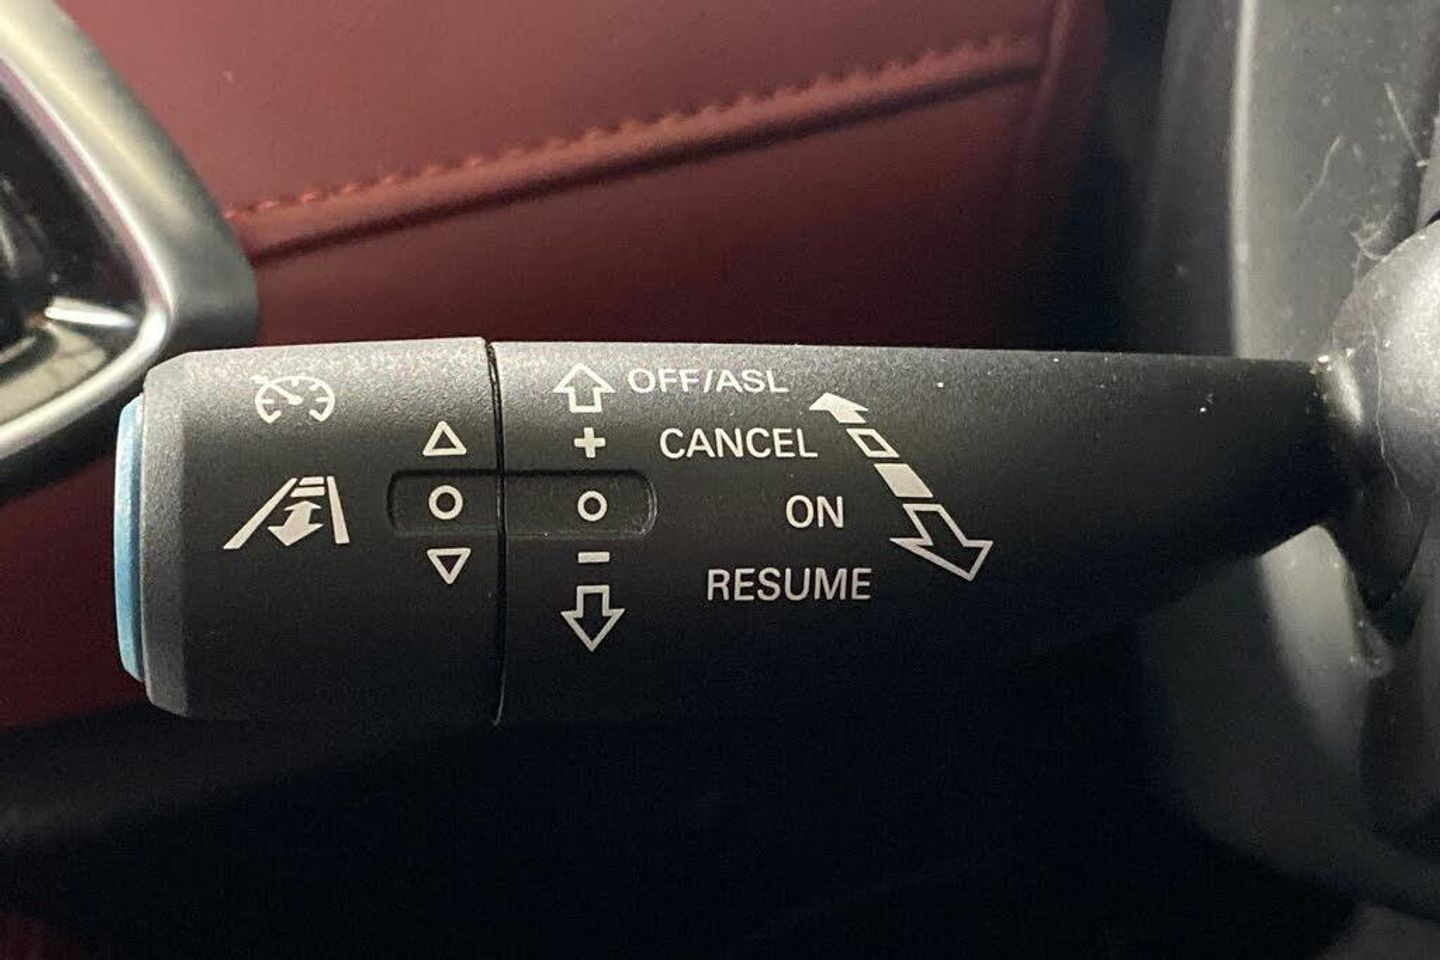 OFF/ASL
+ CANCEL
ON
−
RESUME